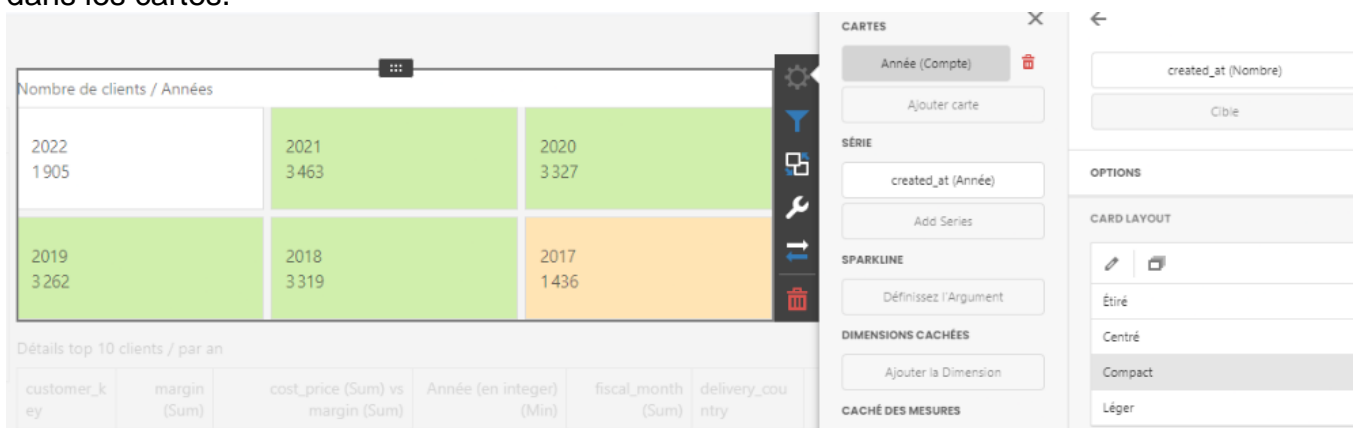 dans les cartes.
Nombre de clients / Années
2022
1 905
2021
3 463
2020
3 327
2019
3 262
2018
3 319
2017
1 436
Détails top 10 clients / par an
customer_k
ey
margin
(Sum)
cost_price (Sum) vs
margin (Sum)
Année (en integer)
(Min)
fiscal_month
(Sum)
delivery_cou
ntry
CARTES
Année (Compte)
Ajouter carte
SÉRIE
created_at (Année)
Add Series
SPARKLINE
Définissez l'Argument
DIMENSIONS CACHÉES
Ajouter la Dimension
CACHÉ DES MESURES
created_at (Nombre)
Cible
OPTIONS
CARD LAYOUT
Étiré
Centré
Compact
Léger